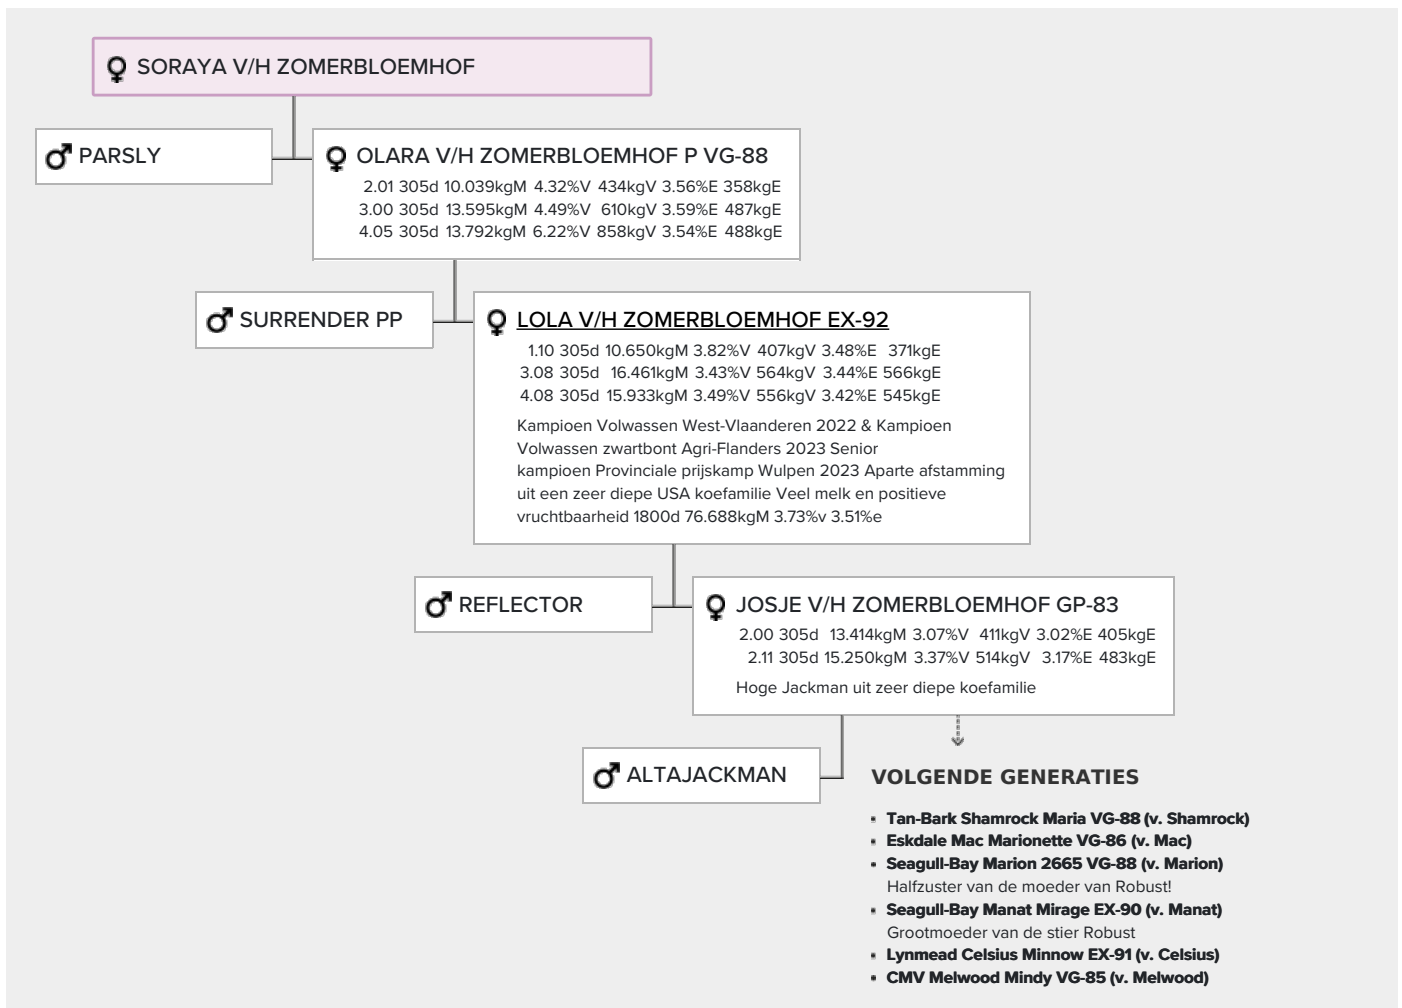 SORAYA V/H ZOMERBLOEMHOF
PARSLY
OLARA V/H ZOMERBLOEMHOF P VG-88
2.01 305d 10.039kgM 4.32%V 434kgV 3.56%E 358kgE
3.00 305d 13.595kgM 4.49%V 610kgV 3.59%E 487kgE
4.05 305d 13.792kgM 6.22%V 858kgV 3.54%E 488kgE
SURRENDER PP
LOLA V/H ZOMERBLOEMHOF EX-92
1.10 305d 10.650kgM 3.82%V 407kgV 3.48%E 371kgE
3.08 305d 16.461kgM 3.43%V 564kgV 3.44%E 566kgE
4.08 305d 15.933kgM 3.49%V 556kgV 3.42%E 545kgE
Kampioen Volwassen West-Vlaanderen 2022 & Kampioen
Volwassen zwartbont Agri-Flanders 2023 Senior
kampioen Provinciale prijskamp Wulpen 2023 Aparte afstamming
uit een zeer diepe USA koefamilie Veel melk en positieve
vruchtbaarheid 1800d 76.688kgM 3.73%v 3.51%e
REFLECTOR
JOSJE V/H ZOMERBLOEMHOF GP-83
2.00 305d 13.414kgM 3.07%V 411kgV 3.02%E 405kgE
2.11 305d 15.250kgM 3.37%V 514kgV 3.17%E 483kgE
Hoge Jackman uit zeer diepe koefamilie
ALTAJACKMAN
VOLGENDE GENERATIES
▪ Tan-Bark Shamrock Maria VG-88 (v. Shamrock)
▪ Eskdale Mac Marionette VG-86 (v. Mac)
▪ Seagull-Bay Marion 2665 VG-88 (v. Marion)
Halfzuster van de moeder van Robust!
▪ Seagull-Bay Manat Mirage EX-90 (v. Manat)
Grootmoeder van de stier Robust
▪ Lynmead Celsius Minnow EX-91 (v. Celsius)
▪ CMV Melwood Mindy VG-85 (v. Melwood)